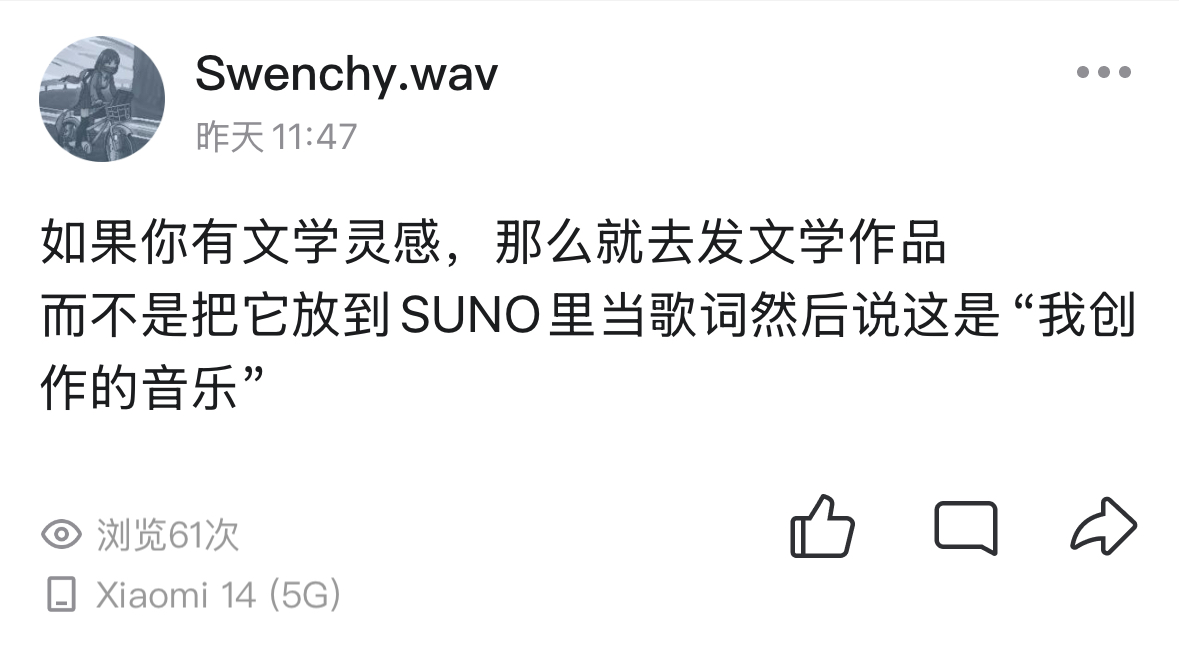 Swenchy.wav
昨天 11:47
如果你有文学灵感，那么就去发文学作品
而不是把它放到SUNO里当歌词然后说这是“我创
作的音乐”
浏览61次
Xiaomi 14 (5G)